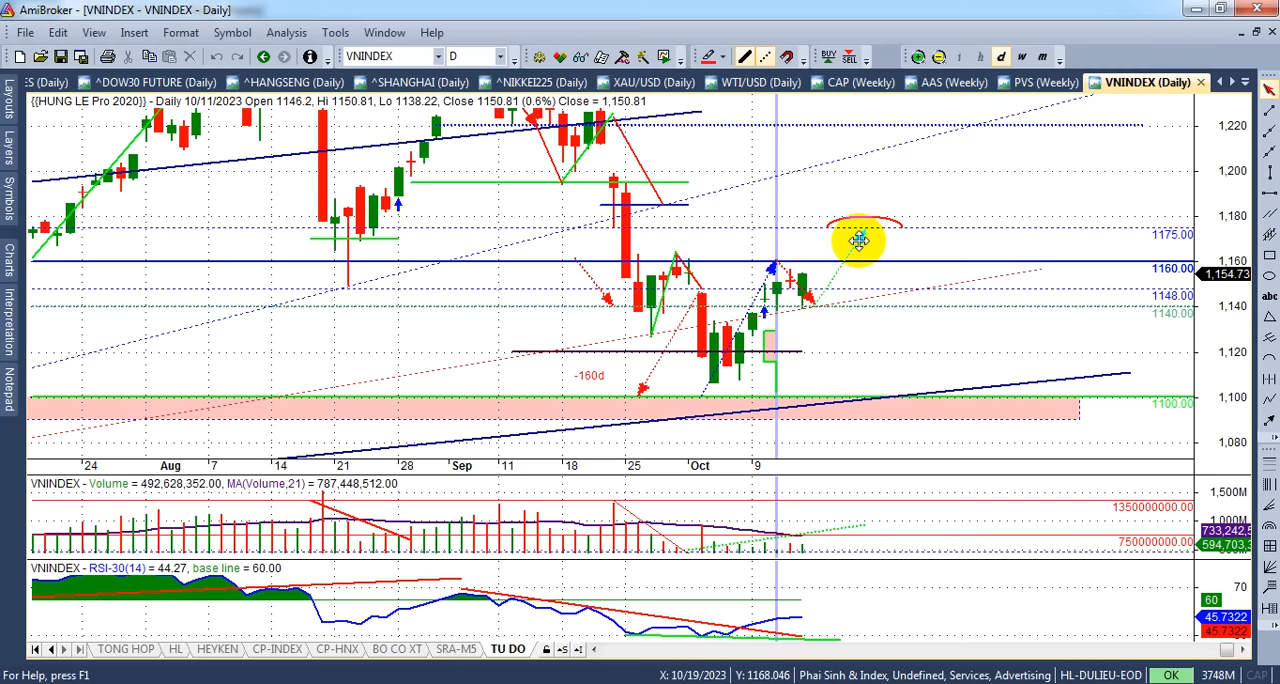 AmiBroker - [VNINDEX - VNINDEX - Daily]
File Edit View Insert Format Symbol Analysis Tools Window Help
VNINDEX D BUY SELL i h d w m
ES (Daily) ^DOW30 FUTURE (Daily) ^HANGSENG (Daily) ^SHANGHAI (Daily) ^NIKKEI225 (Daily) XAU/USD (Daily) WTI/USD (Daily) CAP (Weekly) AAS (Weekly) PVS (Weekly) VNINDEX (Daily)
{{HUNG LE Pro 2020}} - Daily 10/11/2023 Open 1146.2, Hi 1150.81, Lo 1138.22, Close 1150.81 (0.6%) Close = 1,150.81
Layouts
Layers
Symbols
Charts
Interpretation
Notepad
1,220
1,200
1,180
1175.00
1,160
1160.00
1,154.73
1148.00
1,140
1140.00
1,120
-160d
1,100
1100.00
1,080
24 Aug 7 14 21 28 Sep 11 18 25 Oct 9
VNINDEX - Volume = 492,628,352.00, MA(Volume,21) = 787,448,512.00
1,500M
1350000000.00
1,000M
733,242,5
750000000.00
594,703,3
VNINDEX - RSI-30(14) = 44.27, base line = 60.00
70
60
45.7322
45.7322
30
TONG HOP HL HEYKEN CP-INDEX CP-HNX BO CO XT SRA-M5 TU DO
For Help, press F1 X: 10/19/2023 Y: 1168.046 Phai Sinh & Index, Undefined, Services, Advertising HL-DULIEU-EOD OK 3748M CAP
abc